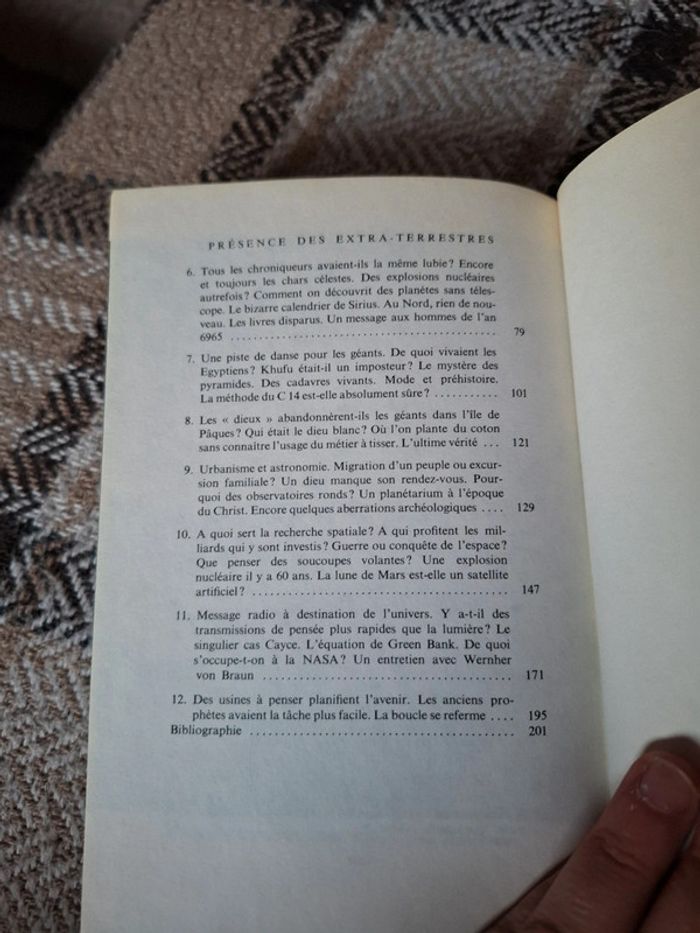 PRÉSENCE DES EXTRA-TERRESTRES
6. Tous les chroniqueurs avaient-ils la même lubie? Encore
et toujours les chars célestes. Des explosions nucléaires
autrefois? Comment on découvrit des planètes sans téles-
cope. Le bizarre calendrier de Sirius. Au Nord, rien de nou-
veau. Les livres disparus. Un message aux hommes de l'an
6965 ........................................ 79
7. Une piste de danse pour les géants. De quoi vivaient les
Egyptiens? Khufu était-il un imposteur? Le mystère des
pyramides. Des cadavres vivants. Mode et préhistoire.
La méthode du C 14 est-elle absolument sûre? .......... 101
8. Les « dieux » abandonnèrent-ils les géants dans l'île de
Pâques? Qui était le dieu blanc? Où l'on plante du coton
sans connaître l'usage du métier à tisser. L'ultime vérité ... 121
9. Urbanisme et astronomie. Migration d'un peuple ou excur-
sion familiale? Un dieu manque son rendez-vous. Pour-
quoi des observatoires ronds? Un planétarium à l'époque
du Christ. Encore quelques aberrations archéologiques .... 129
10. A quoi sert la recherche spatiale? A qui profitent les mil-
liards qui y sont investis? Guerre ou conquête de l'espace?
Que penser des soucoupes volantes? Une explosion
nucléaire il y a 60 ans. La lune de Mars est-elle un satellite
artificiel? ........................................ 147
11. Message radio à destination de l'univers. Y a-t-il des
transmissions de pensée plus rapides que la lumière? Le
singulier cas Cayce. L'équation de Green Bank. De quoi
s'occupe-t-on à la NASA? Un entretien avec Wernher
von Braun ...................................... 171
12. Des usines à penser planifient l'avenir. Les anciens pro-
phètes avaient la tâche plus facile. La boucle se referme .... 195
Bibliographie ........................................ 201